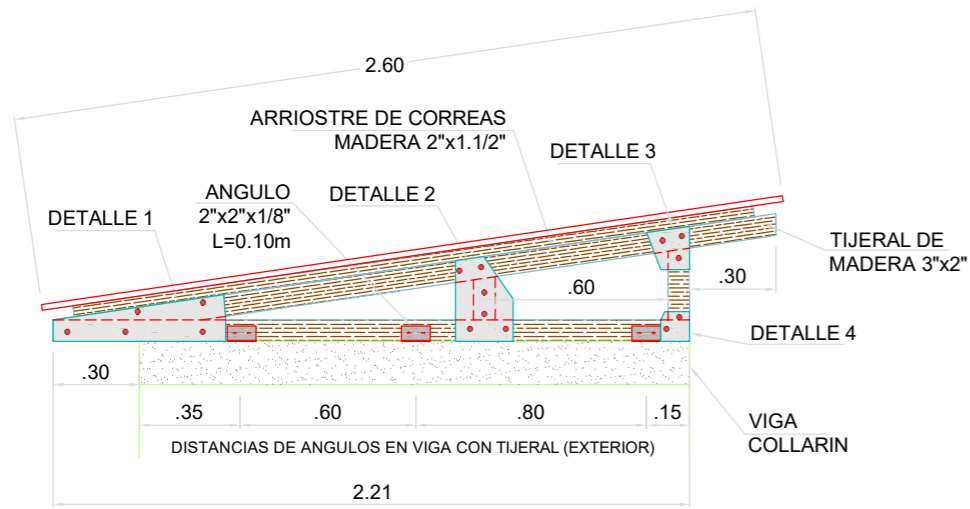 2.60
ARRIOSTRE DE CORREAS
MADERA 2"x1.1/2"
DETALLE 3
ANGULO
2"x2"x1/8"
L=0.10m
DETALLE 2
DETALLE 1
TIJERAL DE
MADERA 3"x2"
.60
.30
DETALLE 4
.30
.35
.60
.80
.15
VIGA
COLLARIN
DISTANCIAS DE ANGULOS EN VIGA CON TIJERAL (EXTERIOR)
2.21